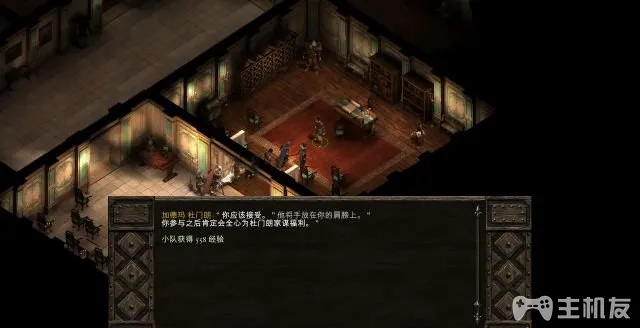 加德玛 杜门朗 “你应该接受。”他将手放在你的肩膀上。“
你参与之后肯定会全心为杜门朗家谋福利。”
小队获得 558 经验
主机友